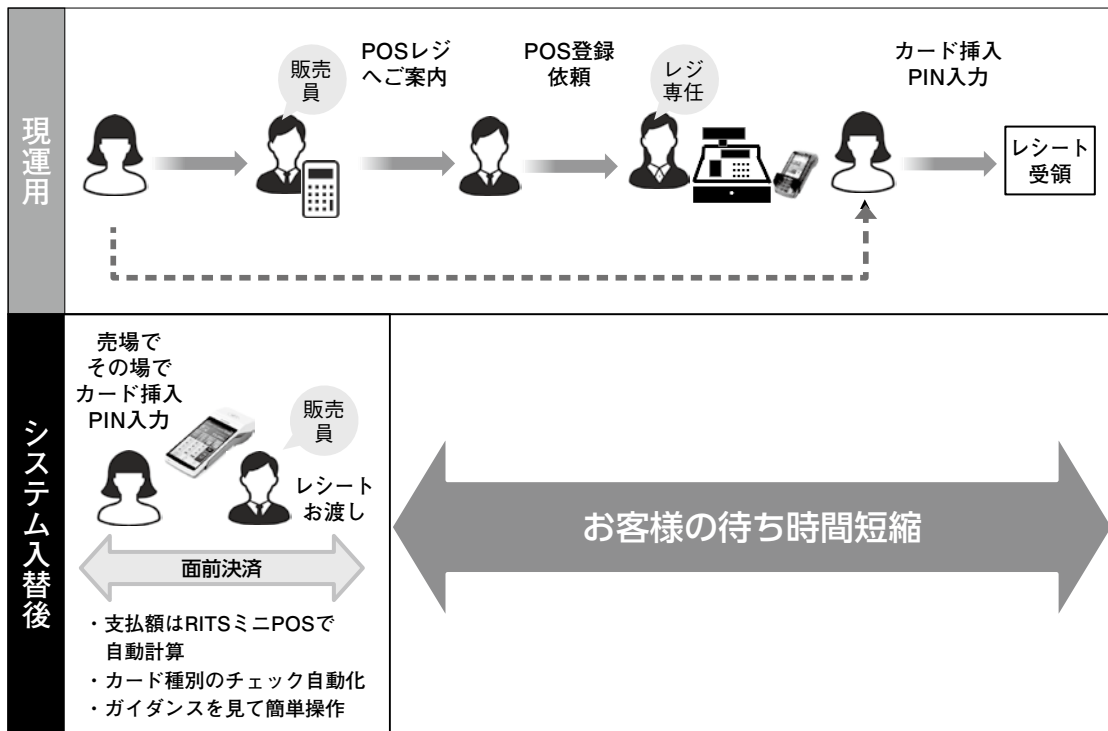 現運用
販売
員
POSレジ
へご案内
POS登録
依頼
レジ
専任
カード挿入
PIN入力
レシート
受領
システム入替後
売場で
その場で
カード挿入
PIN入力
販売
員
レシート
お渡し
面前決済
・支払額はRITSミニPOSで
自動計算
・カード種別のチェック自動化
・ガイダンスを見て簡単操作
お客様の待ち時間短縮